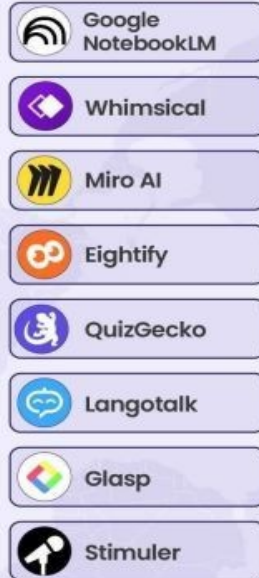 Google
NotebookLM
Whimsical
Miro AI
Eightify
QuizGecko
Langotalk
Glasp
Stimuler